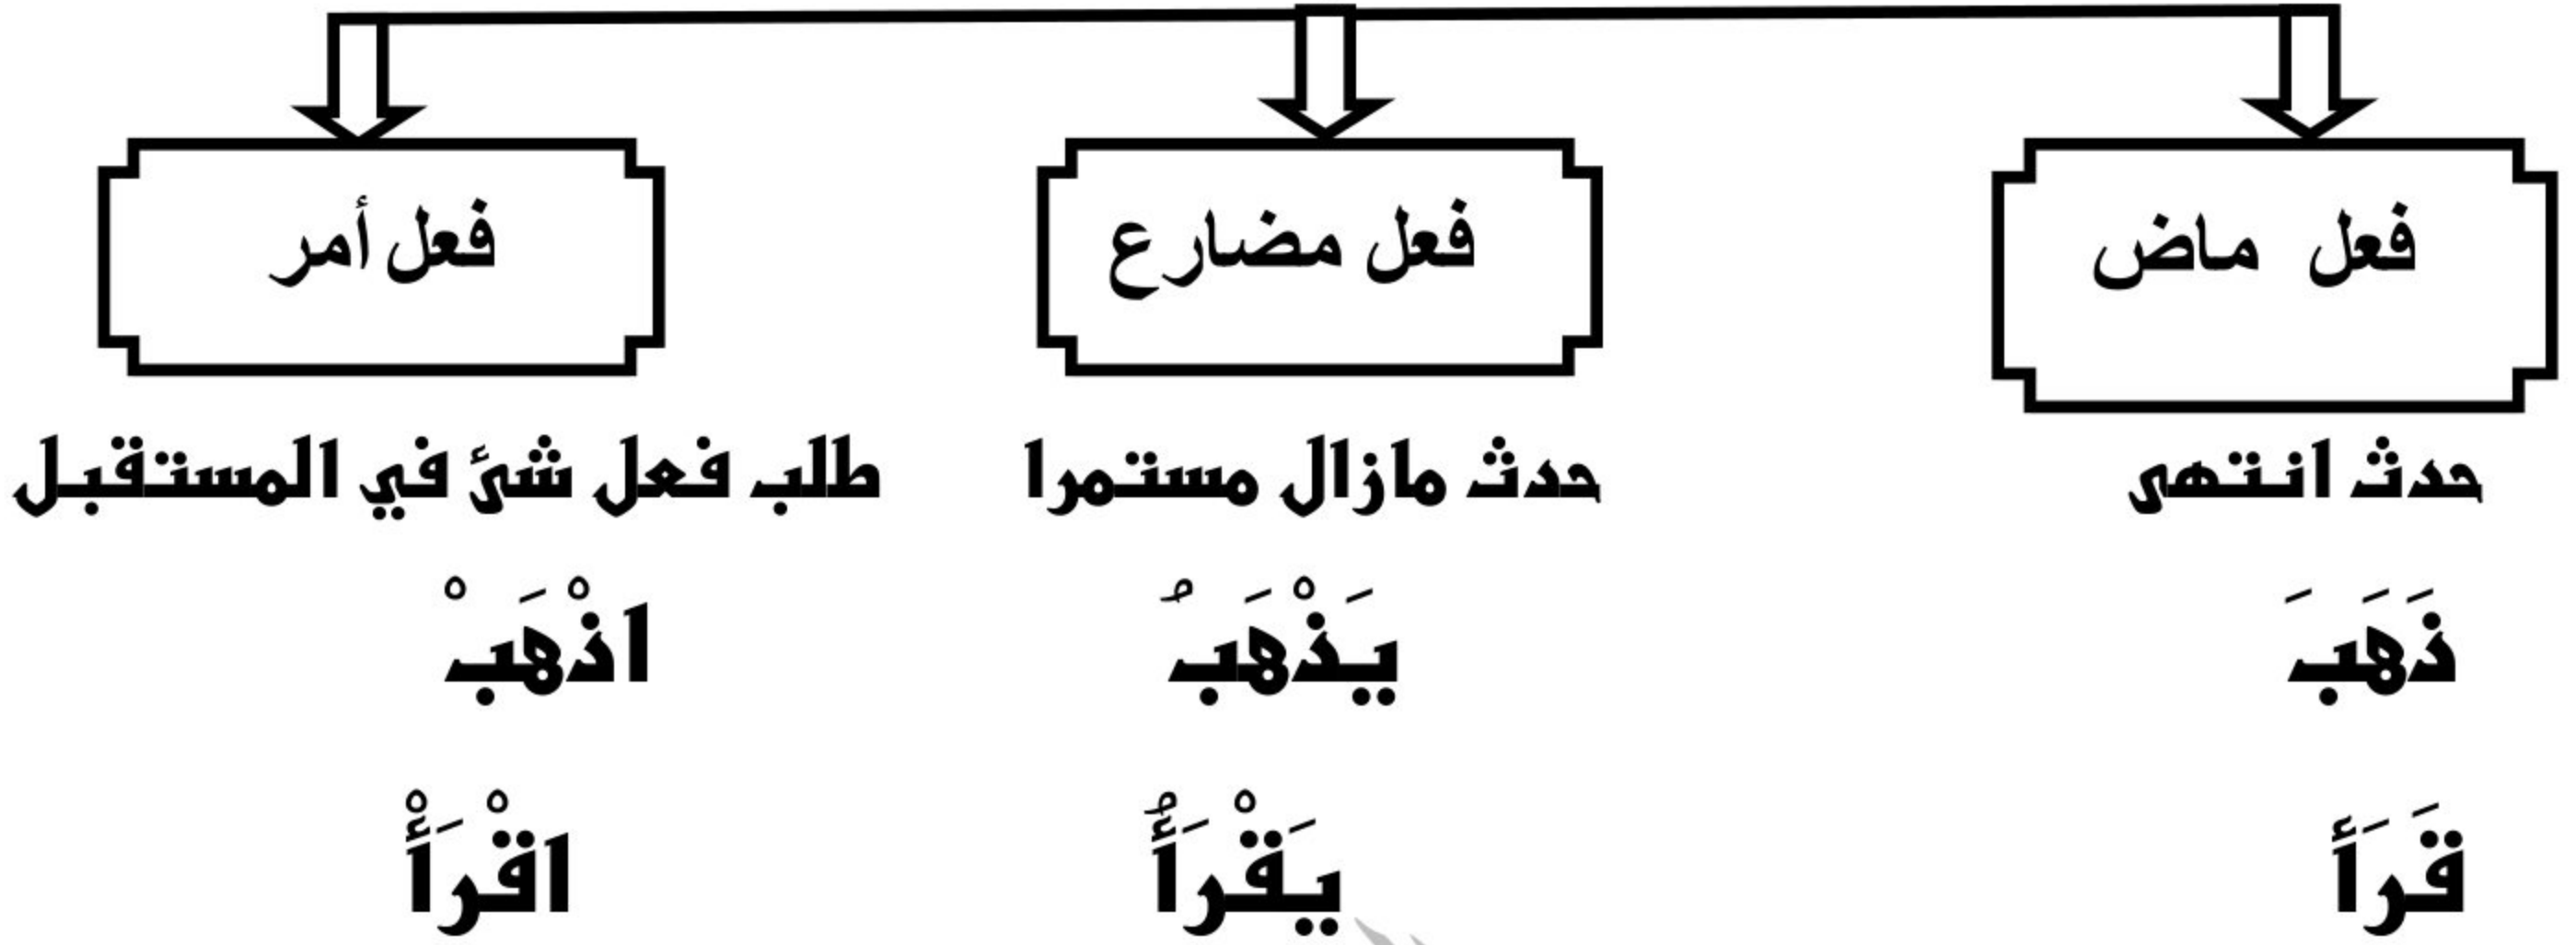 فعل ماض
فعل مضارع
فعل أمر
حدث انتهى
حدث مازال مستمرا
طلب فعل شئ في المستقبل
ذَهَبَ
يَذْهَبُ
اذْهَبْ
قَرَأَ
يَقْرَأُ
اقْرَأْ